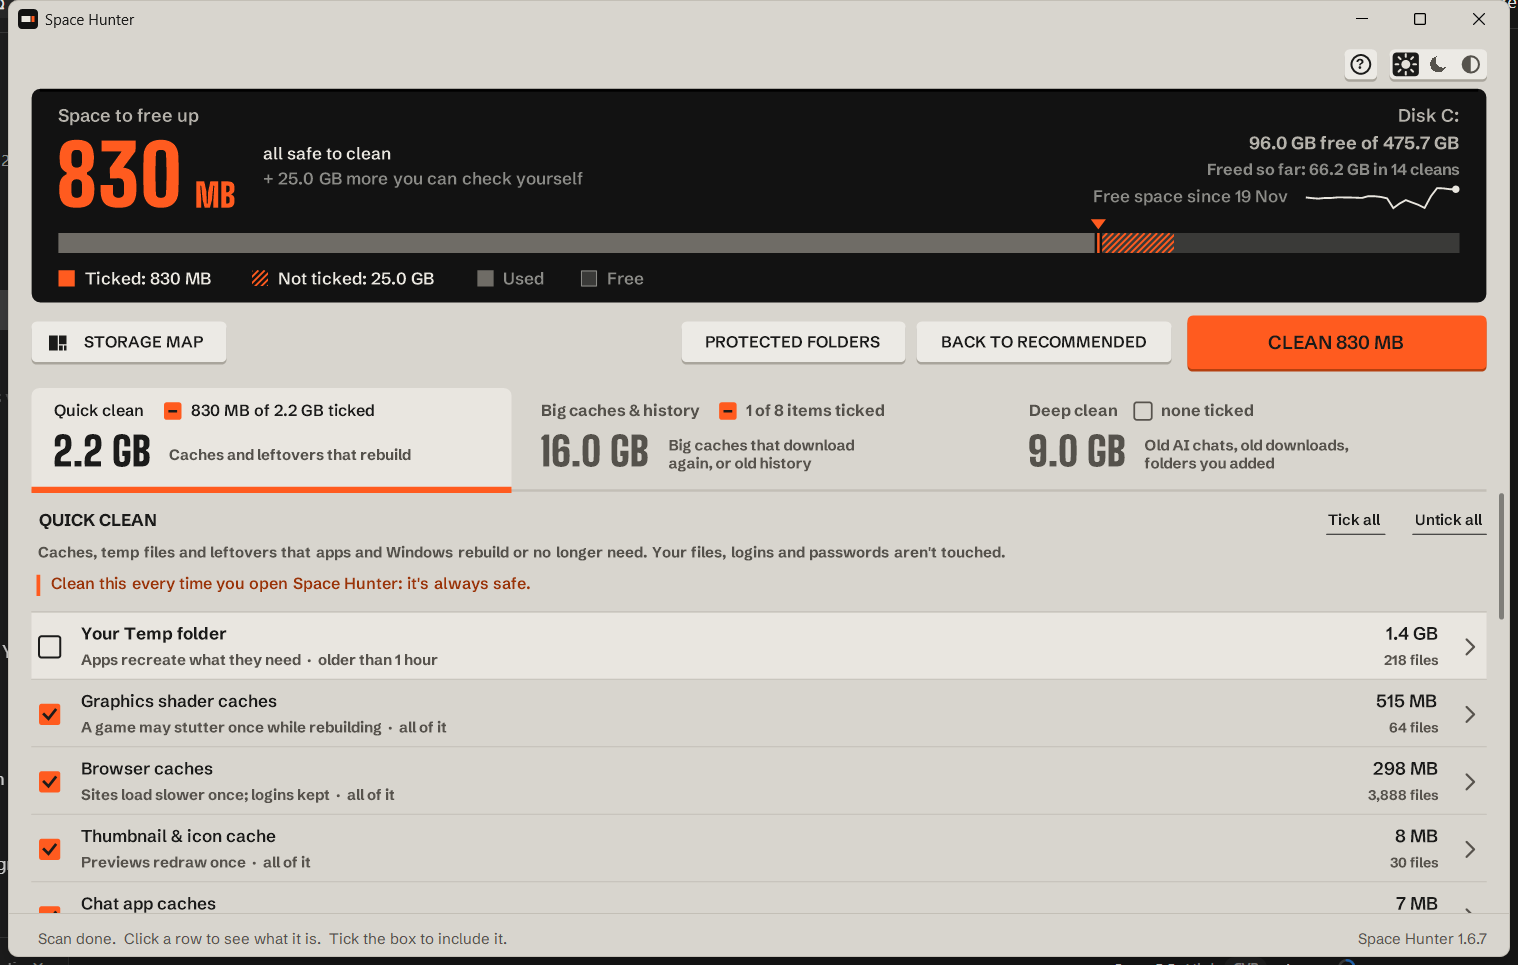 Space Hunter
Space to free up
830 MB
all safe to clean
+ 25.0 GB more you can check yourself
Disk C:
96.0 GB free of 475.7 GB
Freed so far: 66.2 GB in 14 cleans
Free space since 19 Nov
Ticked: 830 MB
Not ticked: 25.0 GB
Used
Free
STORAGE MAP
PROTECTED FOLDERS
BACK TO RECOMMENDED
CLEAN 830 MB
Quick clean
830 MB of 2.2 GB ticked
2.2 GB
Caches and leftovers that rebuild
Big caches & history
1 of 8 items ticked
16.0 GB
Big caches that download
again, or old history
Deep clean
none ticked
9.0 GB
Old AI chats, old downloads,
folders you added
QUICK CLEAN
Tick all
Untick all
Caches, temp files and leftovers that apps and Windows rebuild or no longer need. Your files, logins and passwords aren't touched.
Clean this every time you open Space Hunter: it's always safe.
Your Temp folder
1.4 GB
Apps recreate what they need · older than 1 hour
218 files
Graphics shader caches
515 MB
A game may stutter once while rebuilding · all of it
64 files
Browser caches
298 MB
Sites load slower once; logins kept · all of it
3,888 files
Thumbnail & icon cache
8 MB
Previews redraw once · all of it
30 files
Chat app caches
7 MB
Scan done. Click a row to see what it is. Tick the box to include it.
Space Hunter 1.6.7